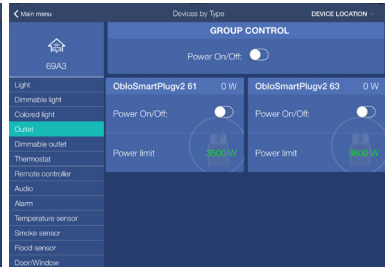 Main menu
Devices by Type
DEVICE LOCATION
69A3
GROUP CONTROL
Power On/Off:
Light
Dimmable light
Colored light
Outlet
Dimmable outlet
Thermostat
Remote controller
Audio
Alarm
Temperature sensor
Smoke sensor
Flood sensor
Door/Window
ObloSmartPlugv2 61 0 W
Power On/Off:
Power limit 3500 W
ObloSmartPlugv2 63 0 W
Power On/Off:
Power limit 3600 W